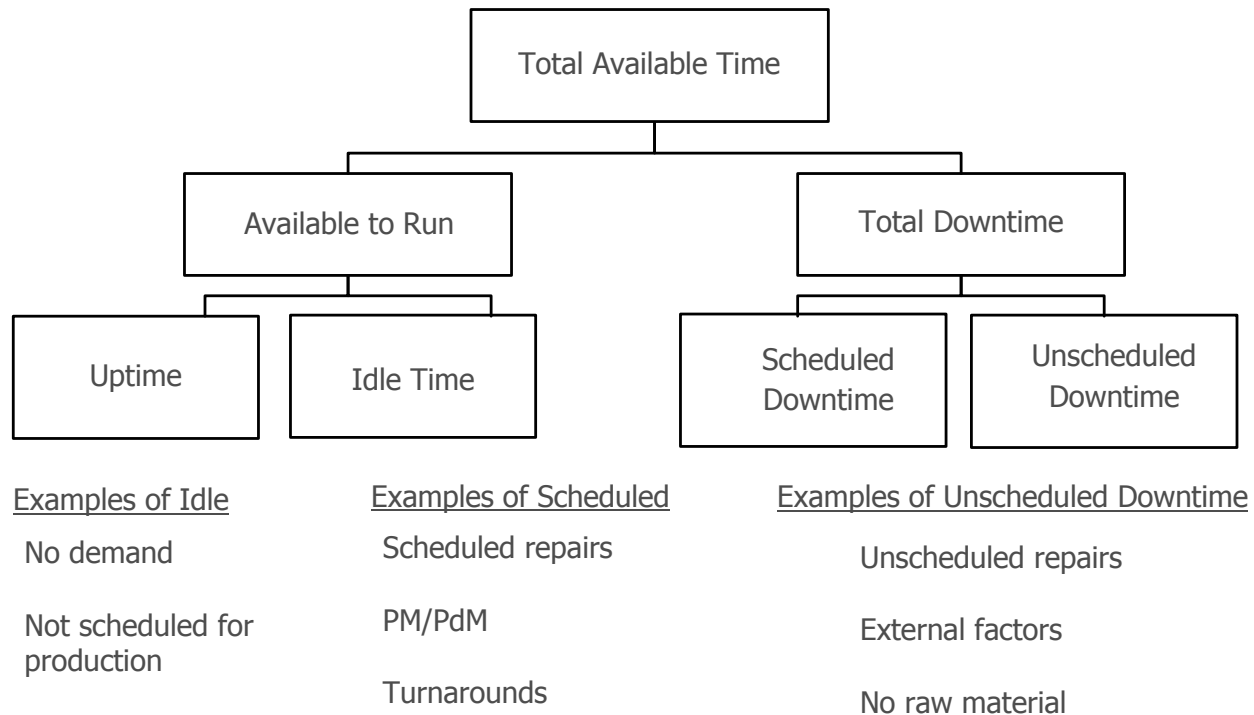 Total Available Time
Available to Run
Total Downtime
Uptime
Idle Time
Scheduled
Downtime
Unscheduled
Downtime
Examples of Idle
No demand
Not scheduled for
production
Examples of Scheduled
Scheduled repairs
PM/PdM
Turnarounds
Examples of Unscheduled Downtime
Unscheduled repairs
External factors
No raw material